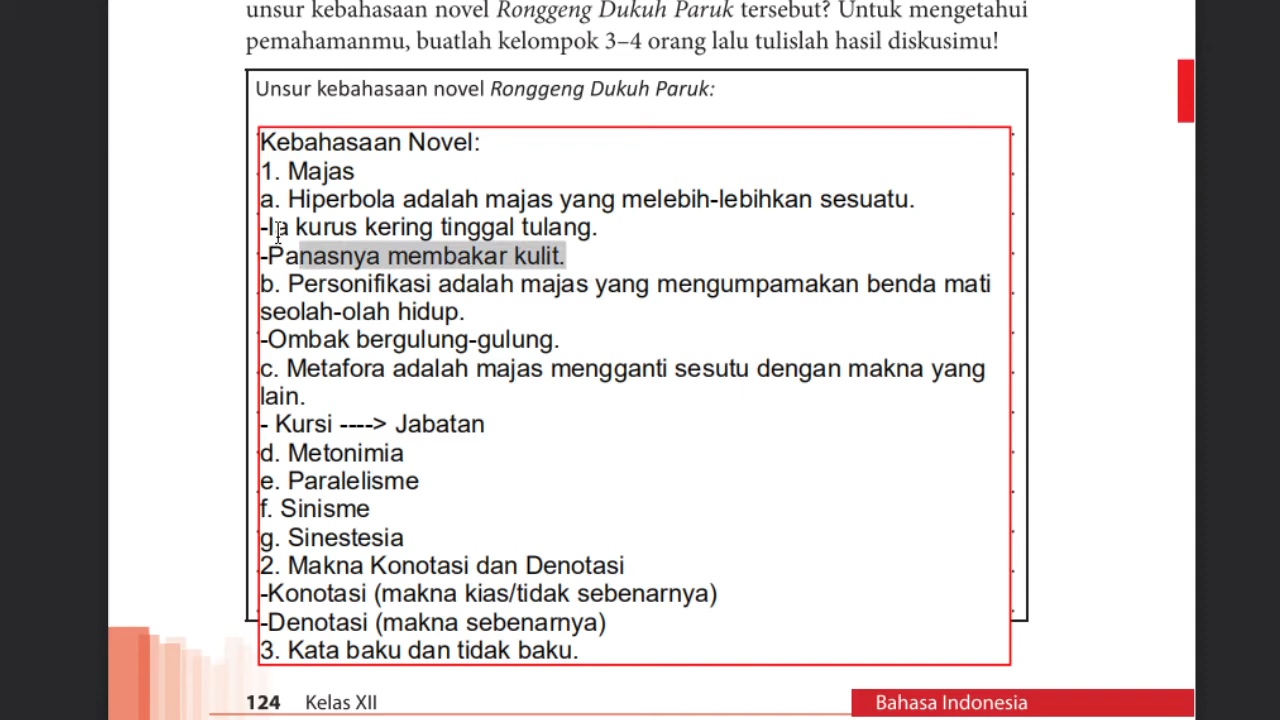 unsur kebahasaan novel Ronggeng Dukuh Paruk tersebut? Untuk mengetahui
pemahamanmu, buatlah kelompok 3–4 orang lalu tulislah hasil diskusimu!
Unsur kebahasaan novel Ronggeng Dukuh Paruk:
Kebahasaan Novel:
1. Majas
a. Hiperbola adalah majas yang melebih-lebihkan sesuatu.
-Ia kurus kering tinggal tulang.
-Panasnya membakar kulit.
b. Personifikasi adalah majas yang mengumpamakan benda mati
seolah-olah hidup.
-Ombak bergulung-gulung.
c. Metafora adalah majas mengganti sesutu dengan makna yang
lain.
- Kursi ----> Jabatan
d. Metonimia
e. Paralelisme
f. Sinisme
g. Sinestesia
2. Makna Konotasi dan Denotasi
-Konotasi (makna kias/tidak sebenarnya)
-Denotasi (makna sebenarnya)
3. Kata baku dan tidak baku.
124 Kelas XII
Bahasa Indonesia